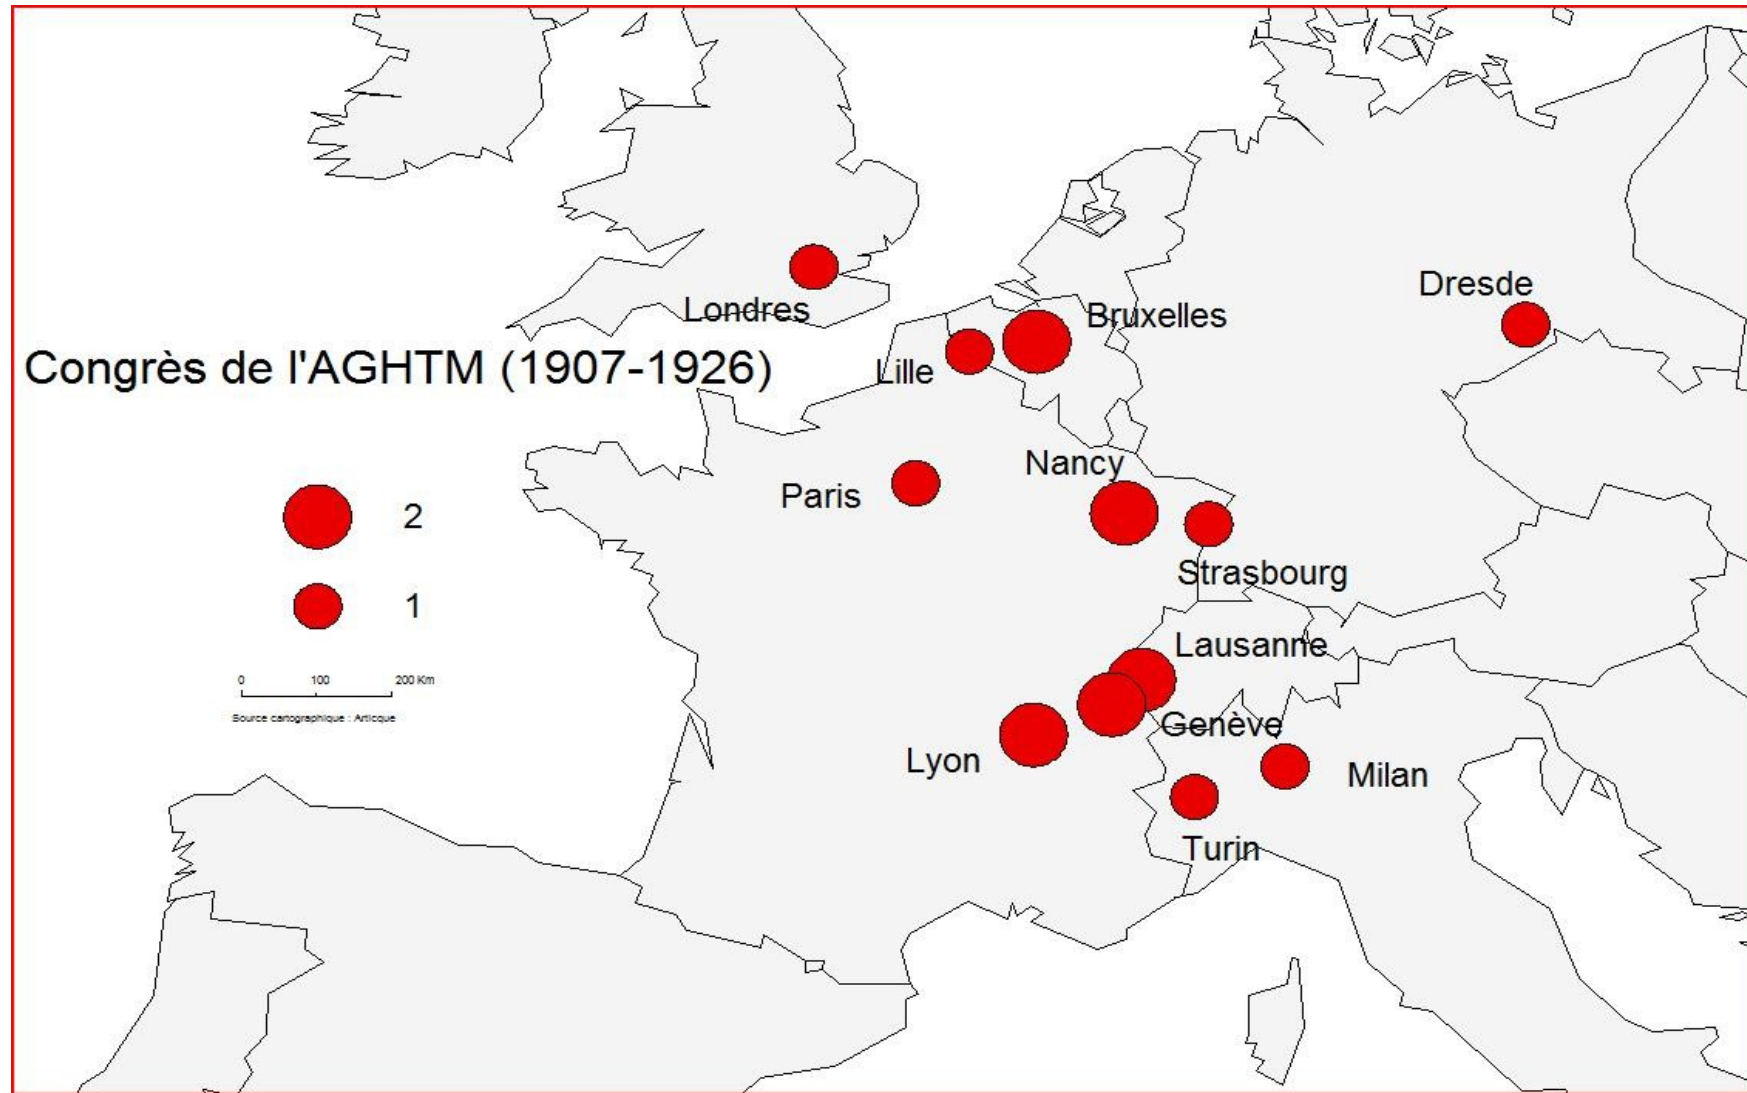 Dresde
Londres
Bruxelles
Congrès de l'AGHTM (1907-1926)
Lille
Nancy
Paris
2
Strasbourg
1
Lausanne
0 100 200 Km
Source cartographique : Articque
Genève
Lyon
Milan
Turin